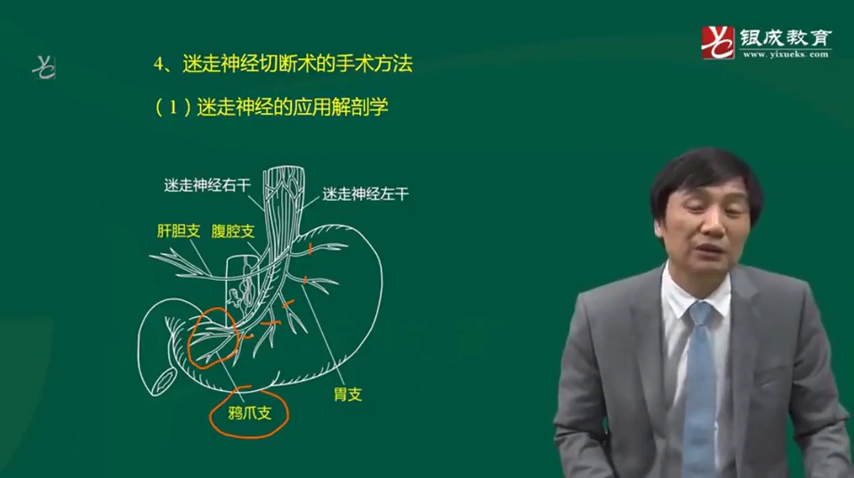 银成教育
www.yixueks.com
4、迷走神经切断术的手术方法
（1）迷走神经的应用解剖学
迷走神经右干
迷走神经左干
肝胆支
腹腔支
胃支
鸦爪支